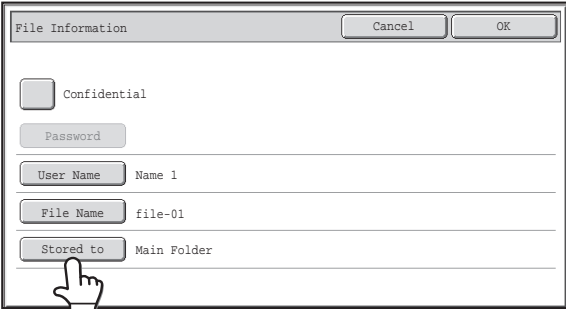 File Information Cancel OK
Confidential
Password
User Name Name 1
File Name file-01
Stored to Main Folder